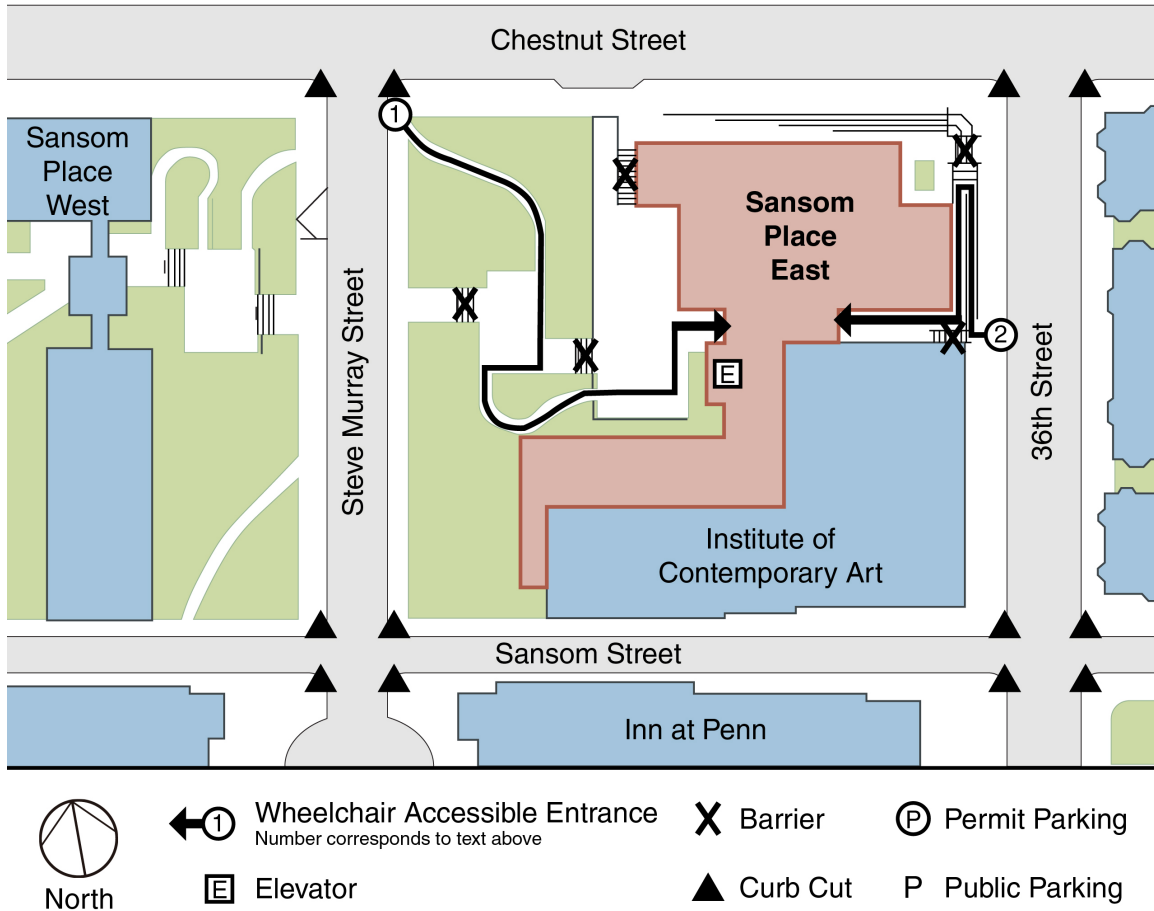 Chestnut Street
1
Sansom
Place
West
Sansom
Place
East
Steve Murray Street
2
36th Street
E
Institute of
Contemporary Art
Sansom Street
Inn at Penn
North
1 Wheelchair Accessible Entrance
Number corresponds to text above
E Elevator
Barrier
Curb Cut
P Permit Parking
P Public Parking